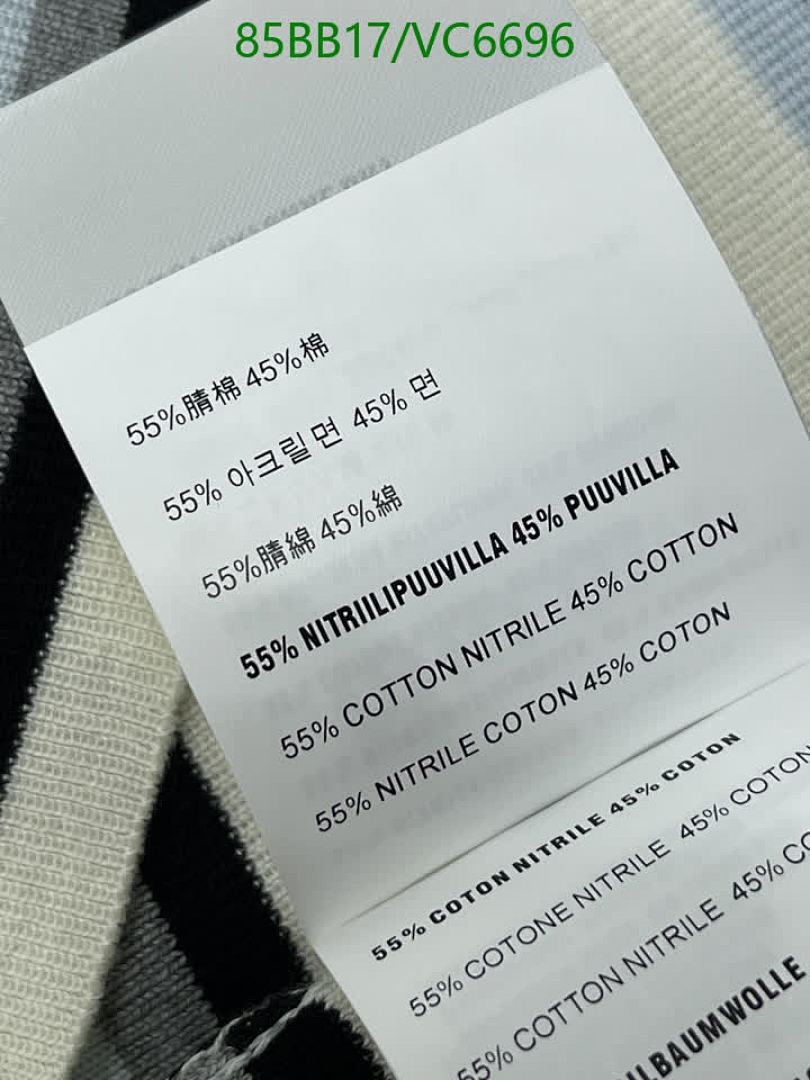 85BB17/VC6696
55%腈棉 45%棉
55% 아크릴 면 45% 면
55%腈綿 45%綿
55% NITRIILIPUUVILLA 45% PUUVILLA
55% COTTON NITRILE 45% COTTON
55% NITRILE COTON 45% COTON
55% COTON NITRILE 45% COTON
55% COTONE NITRILE 45% COTON
55% COTTON NITRILE 45% CO
ILBAUMWOLLE